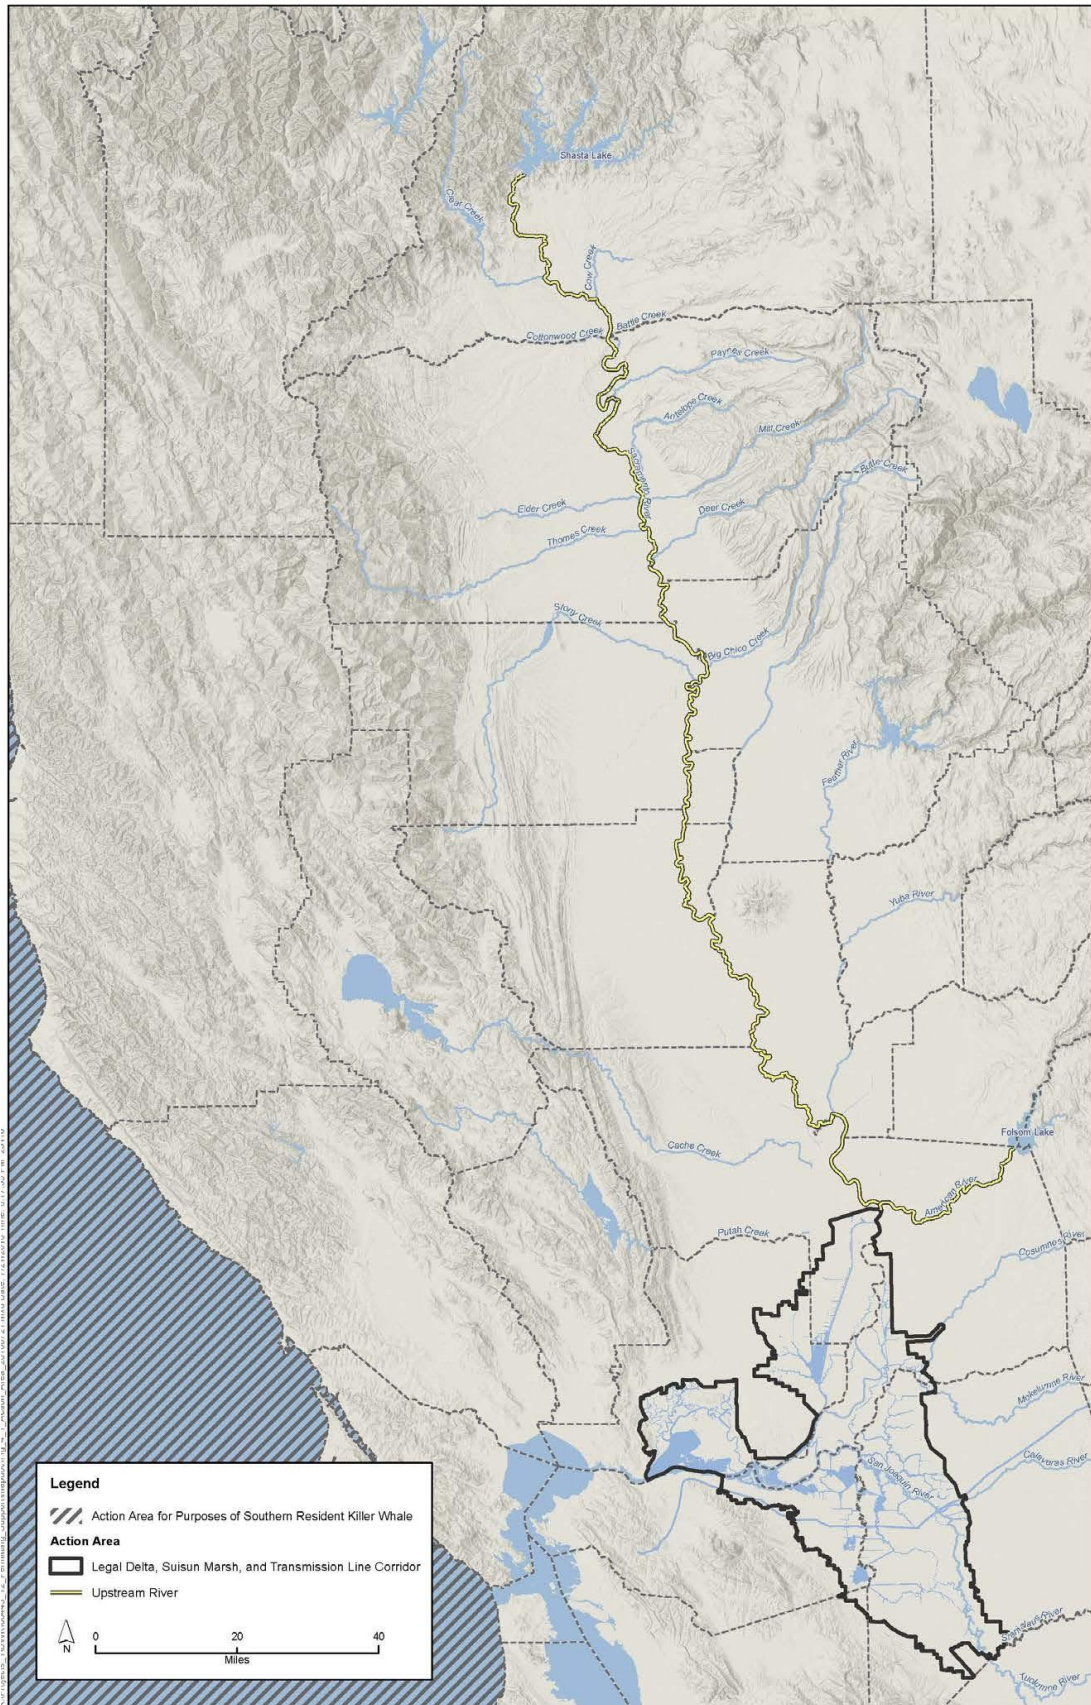 Shasta Lake
Clear Creek
Cow Creek
Cottonwood Creek
Battle Creek
Paynes Creek
Antelope Creek
Mill Creek
Sacramento River
Butte Creek
Elder Creek
Deer Creek
Thomes Creek
Stony Creek
Big Chico Creek
Feather River
Yuba River
Folsom Lake
Cache Creek
American River
Putah Creek
Cosumnes River
Mokelumne River
Calaveras River
San Joaquin River
Stanislaus River
Tuolumne River
Legend
Action Area for Purposes of Southern Resident Killer Whale
Action Area
Legal Delta, Suisun Marsh, and Transmission Line Corridor
Upstream River
N
0 20 40
Miles